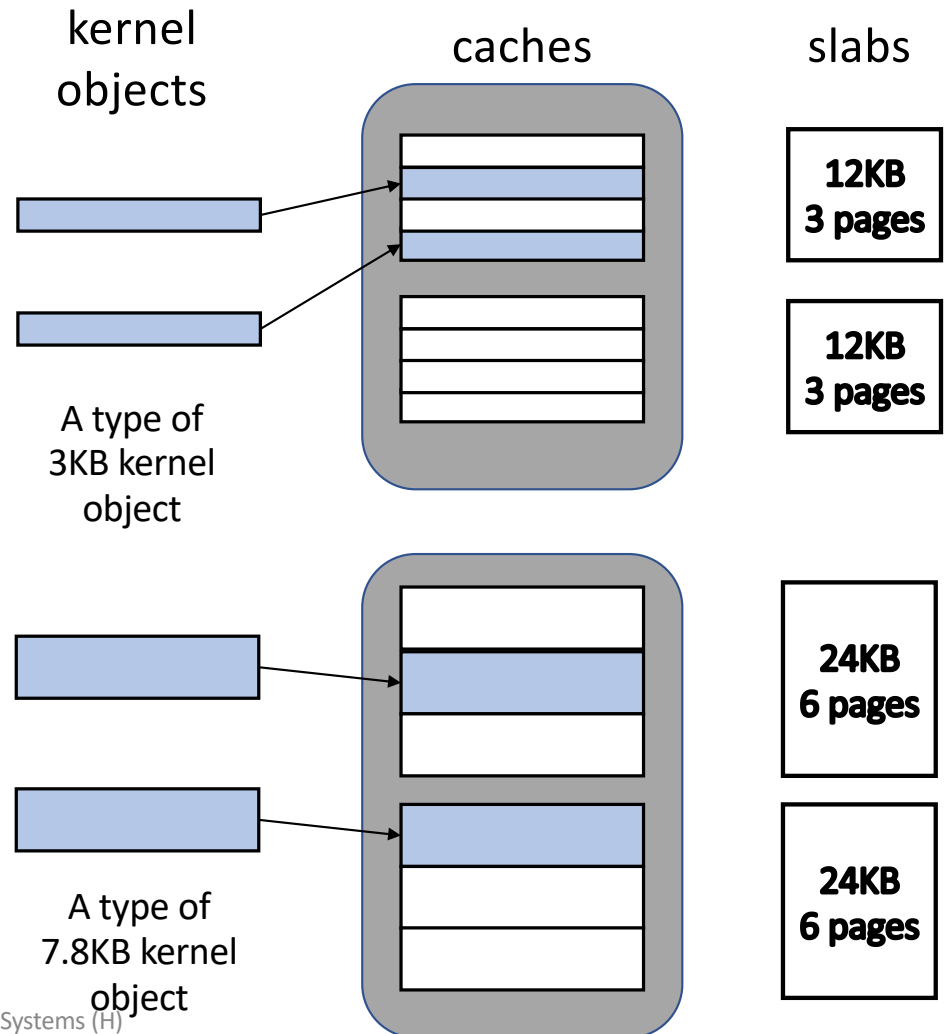 kernel
objects
caches
slabs
12KB
3 pages
12KB
3 pages
A type of
3KB kernel
object
24KB
6 pages
24KB
6 pages
A type of
7.8KB kernel
object
Systems (H)